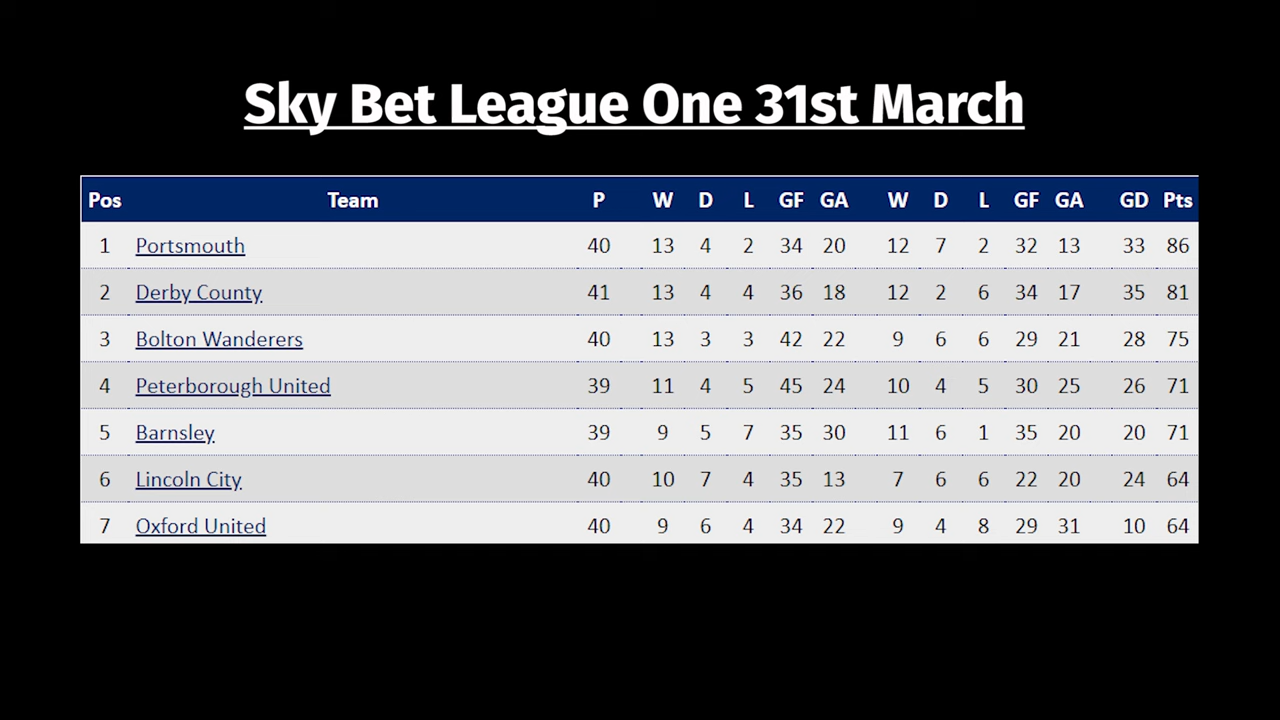 Sky Bet League One 31st March
Pos Team P W D L GF GA W D L GF GA GD Pts
1 Portsmouth 40 13 4 2 34 20 12 7 2 32 13 33 86
2 Derby County 41 13 4 4 36 18 12 2 6 34 17 35 81
3 Bolton Wanderers 40 13 3 3 42 22 9 6 6 29 21 28 75
4 Peterborough United 39 11 4 5 45 24 10 4 5 30 25 26 71
5 Barnsley 39 9 5 7 35 30 11 6 1 35 20 20 71
6 Lincoln City 40 10 7 4 35 13 7 6 6 22 20 24 64
7 Oxford United 40 9 6 4 34 22 9 4 8 29 31 10 64